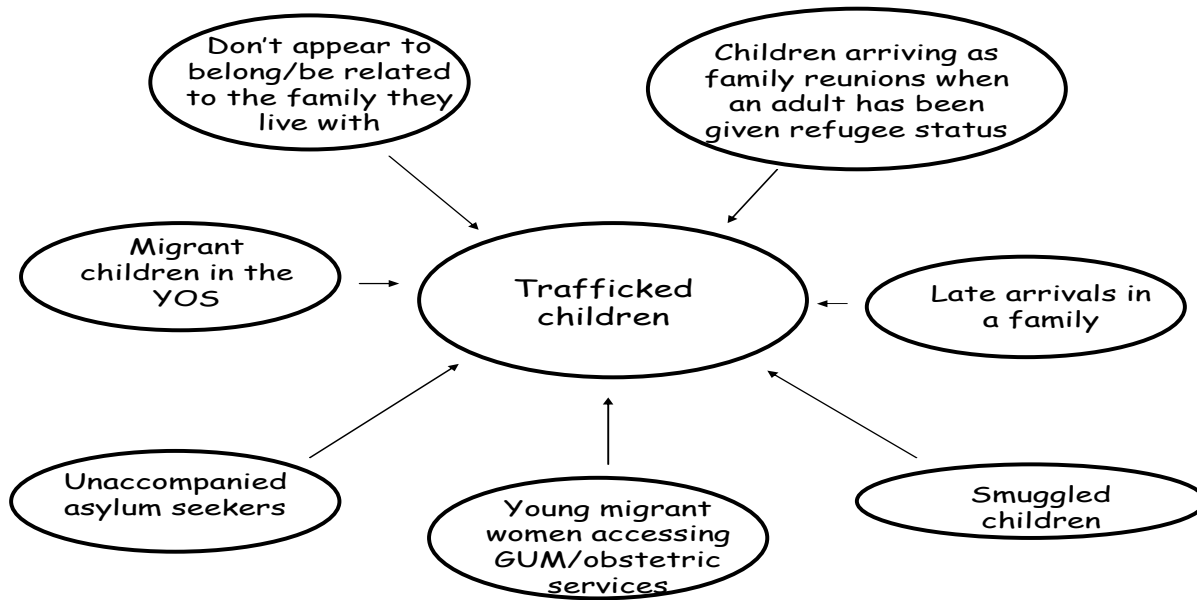 Don't appear to
belong/be related
to the family they
live with
Children arriving as
family reunions when
an adult has been
given refugee status
Migrant
children in the
YOS
Trafficked
children
Late arrivals in
a family
Unaccompanied
asylum seekers
Young migrant
women accessing
GUM/obstetric
services
Smuggled
children